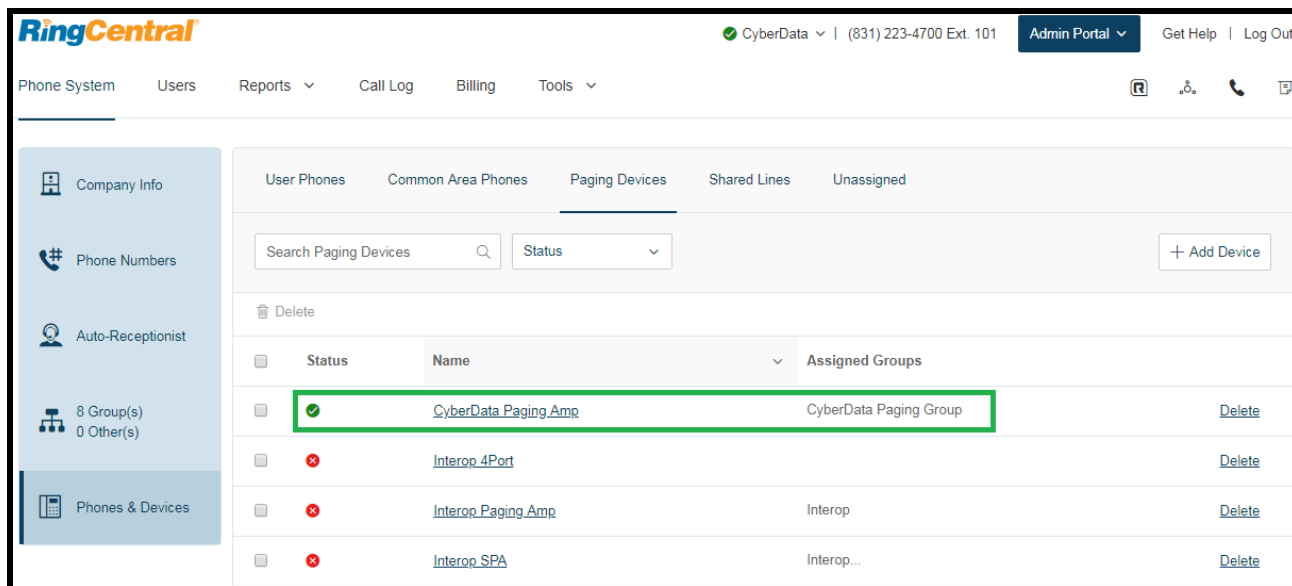 RingCentral
CyberData | (831) 223-4700 Ext. 101 Admin Portal Get Help | Log Out
Phone System Users Reports Call Log Billing Tools
Company Info
Phone Numbers
Auto-Receptionist
8 Group(s)
0 Other(s)
Phones & Devices
User Phones Common Area Phones Paging Devices Shared Lines Unassigned
Search Paging Devices Status + Add Device
Delete
Status Name Assigned Groups
CyberData Paging Amp CyberData Paging Group Delete
Interop 4Port Delete
Interop Paging Amp Interop Delete
Interop SPA Interop... Delete